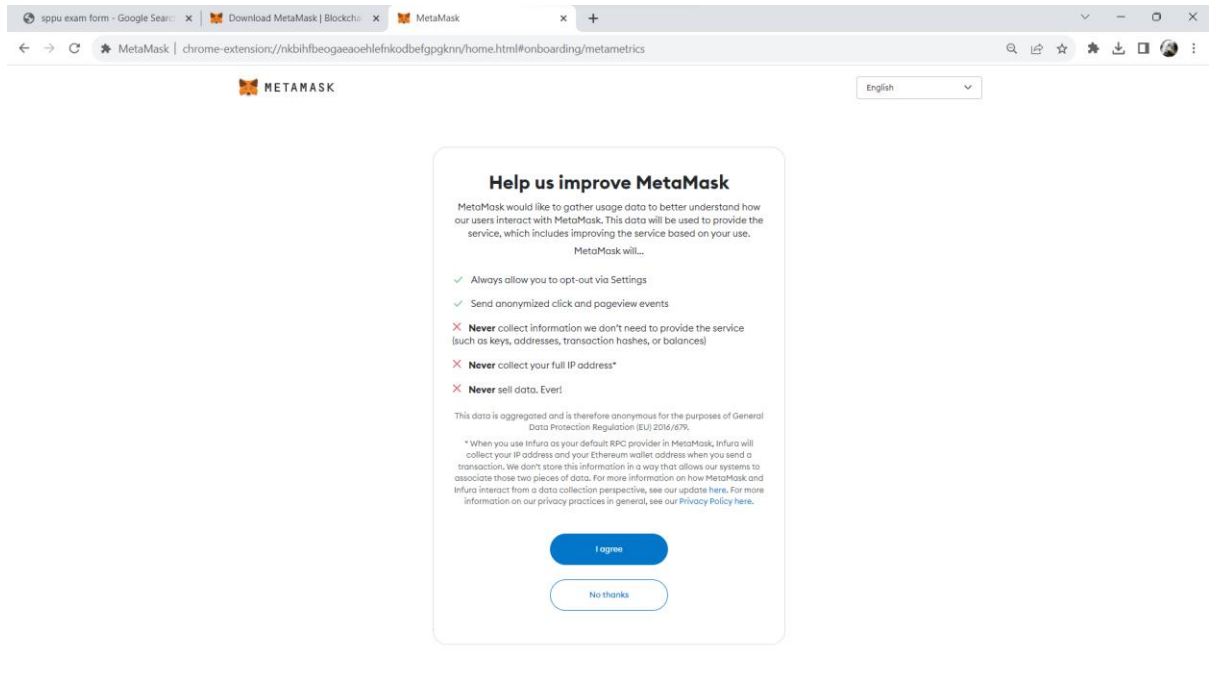 sppu exam form - Google Searc
Download MetaMask | Blockcha
MetaMask
MetaMask | chrome-extension://nkbihfbeogaeaoehlefnkodbefgpgknn/home.html#onboarding/metametrics
METAMASK
English
Help us improve MetaMask
MetaMask would like to gather usage data to better understand how
our users interact with MetaMask. This data will be used to provide the
service, which includes improving the service based on your use.
MetaMask will...
Always allow you to opt-out via Settings
Send anonymized click and pageview events
Never collect information we don't need to provide the service
(such as keys, addresses, transaction hashes, or balances)
Never collect your full IP address*
Never sell data. Ever!
This data is aggregated and is therefore anonymous for the purposes of General
Data Protection Regulation (EU) 2016/679.
* When you use Infura as your default RPC provider in MetaMask, Infura will
collect your IP address and your Ethereum wallet address when you send a
transaction. We don't store this information in a way that allows our systems to
associate those two pieces of data. For more information on how MetaMask and
Infura interact from a data collection perspective, see our update here. For more
information on our privacy practices in general, see our Privacy Policy here.
I agree
No thanks